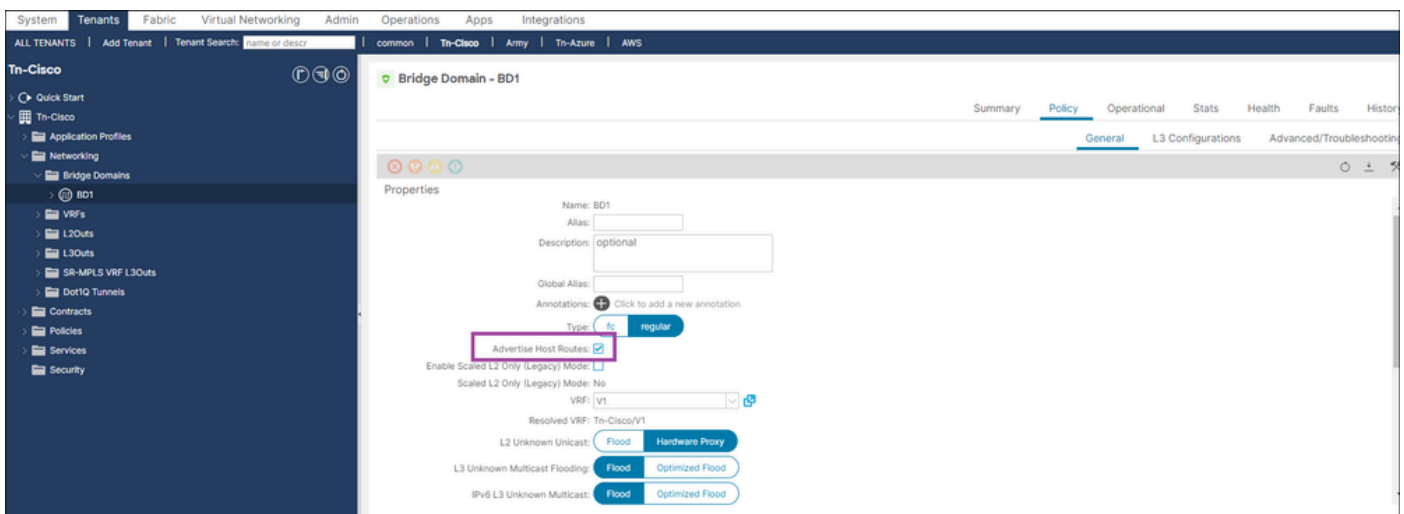 System Tenants Fabric Virtual Networking Admin Operations Apps Integrations
ALL TENANTS | Add Tenant | Tenant Search: name or descr | common | Tn-Cisco | Army | Tn-Azure | AWS
Tn-Cisco
Quick Start
Tn-Cisco
Application Profiles
Networking
Bridge Domains
BD1
VRFs
L2Outs
L3Outs
SR-MPLS VRF L3Outs
Dot1Q Tunnels
Contracts
Policies
Services
Security
Bridge Domain - BD1
Summary Policy Operational Stats Health Faults History
General L3 Configurations Advanced/Troubleshooting
Properties
Name: BD1
Alias:
Description: optional
Global Alias:
Annotations: Click to add a new annotation
Type: fc regular
Advertise Host Routes:
Enable Scaled L2 Only (Legacy) Mode:
Scaled L2 Only (Legacy) Mode: No
VRF: V1
Resolved VRF: Tn-Cisco/V1
L2 Unknown Unicast: Flood Hardware Proxy
L3 Unknown Multicast Flooding: Flood Optimized Flood
IPv6 L3 Unknown Multicast: Flood Optimized Flood